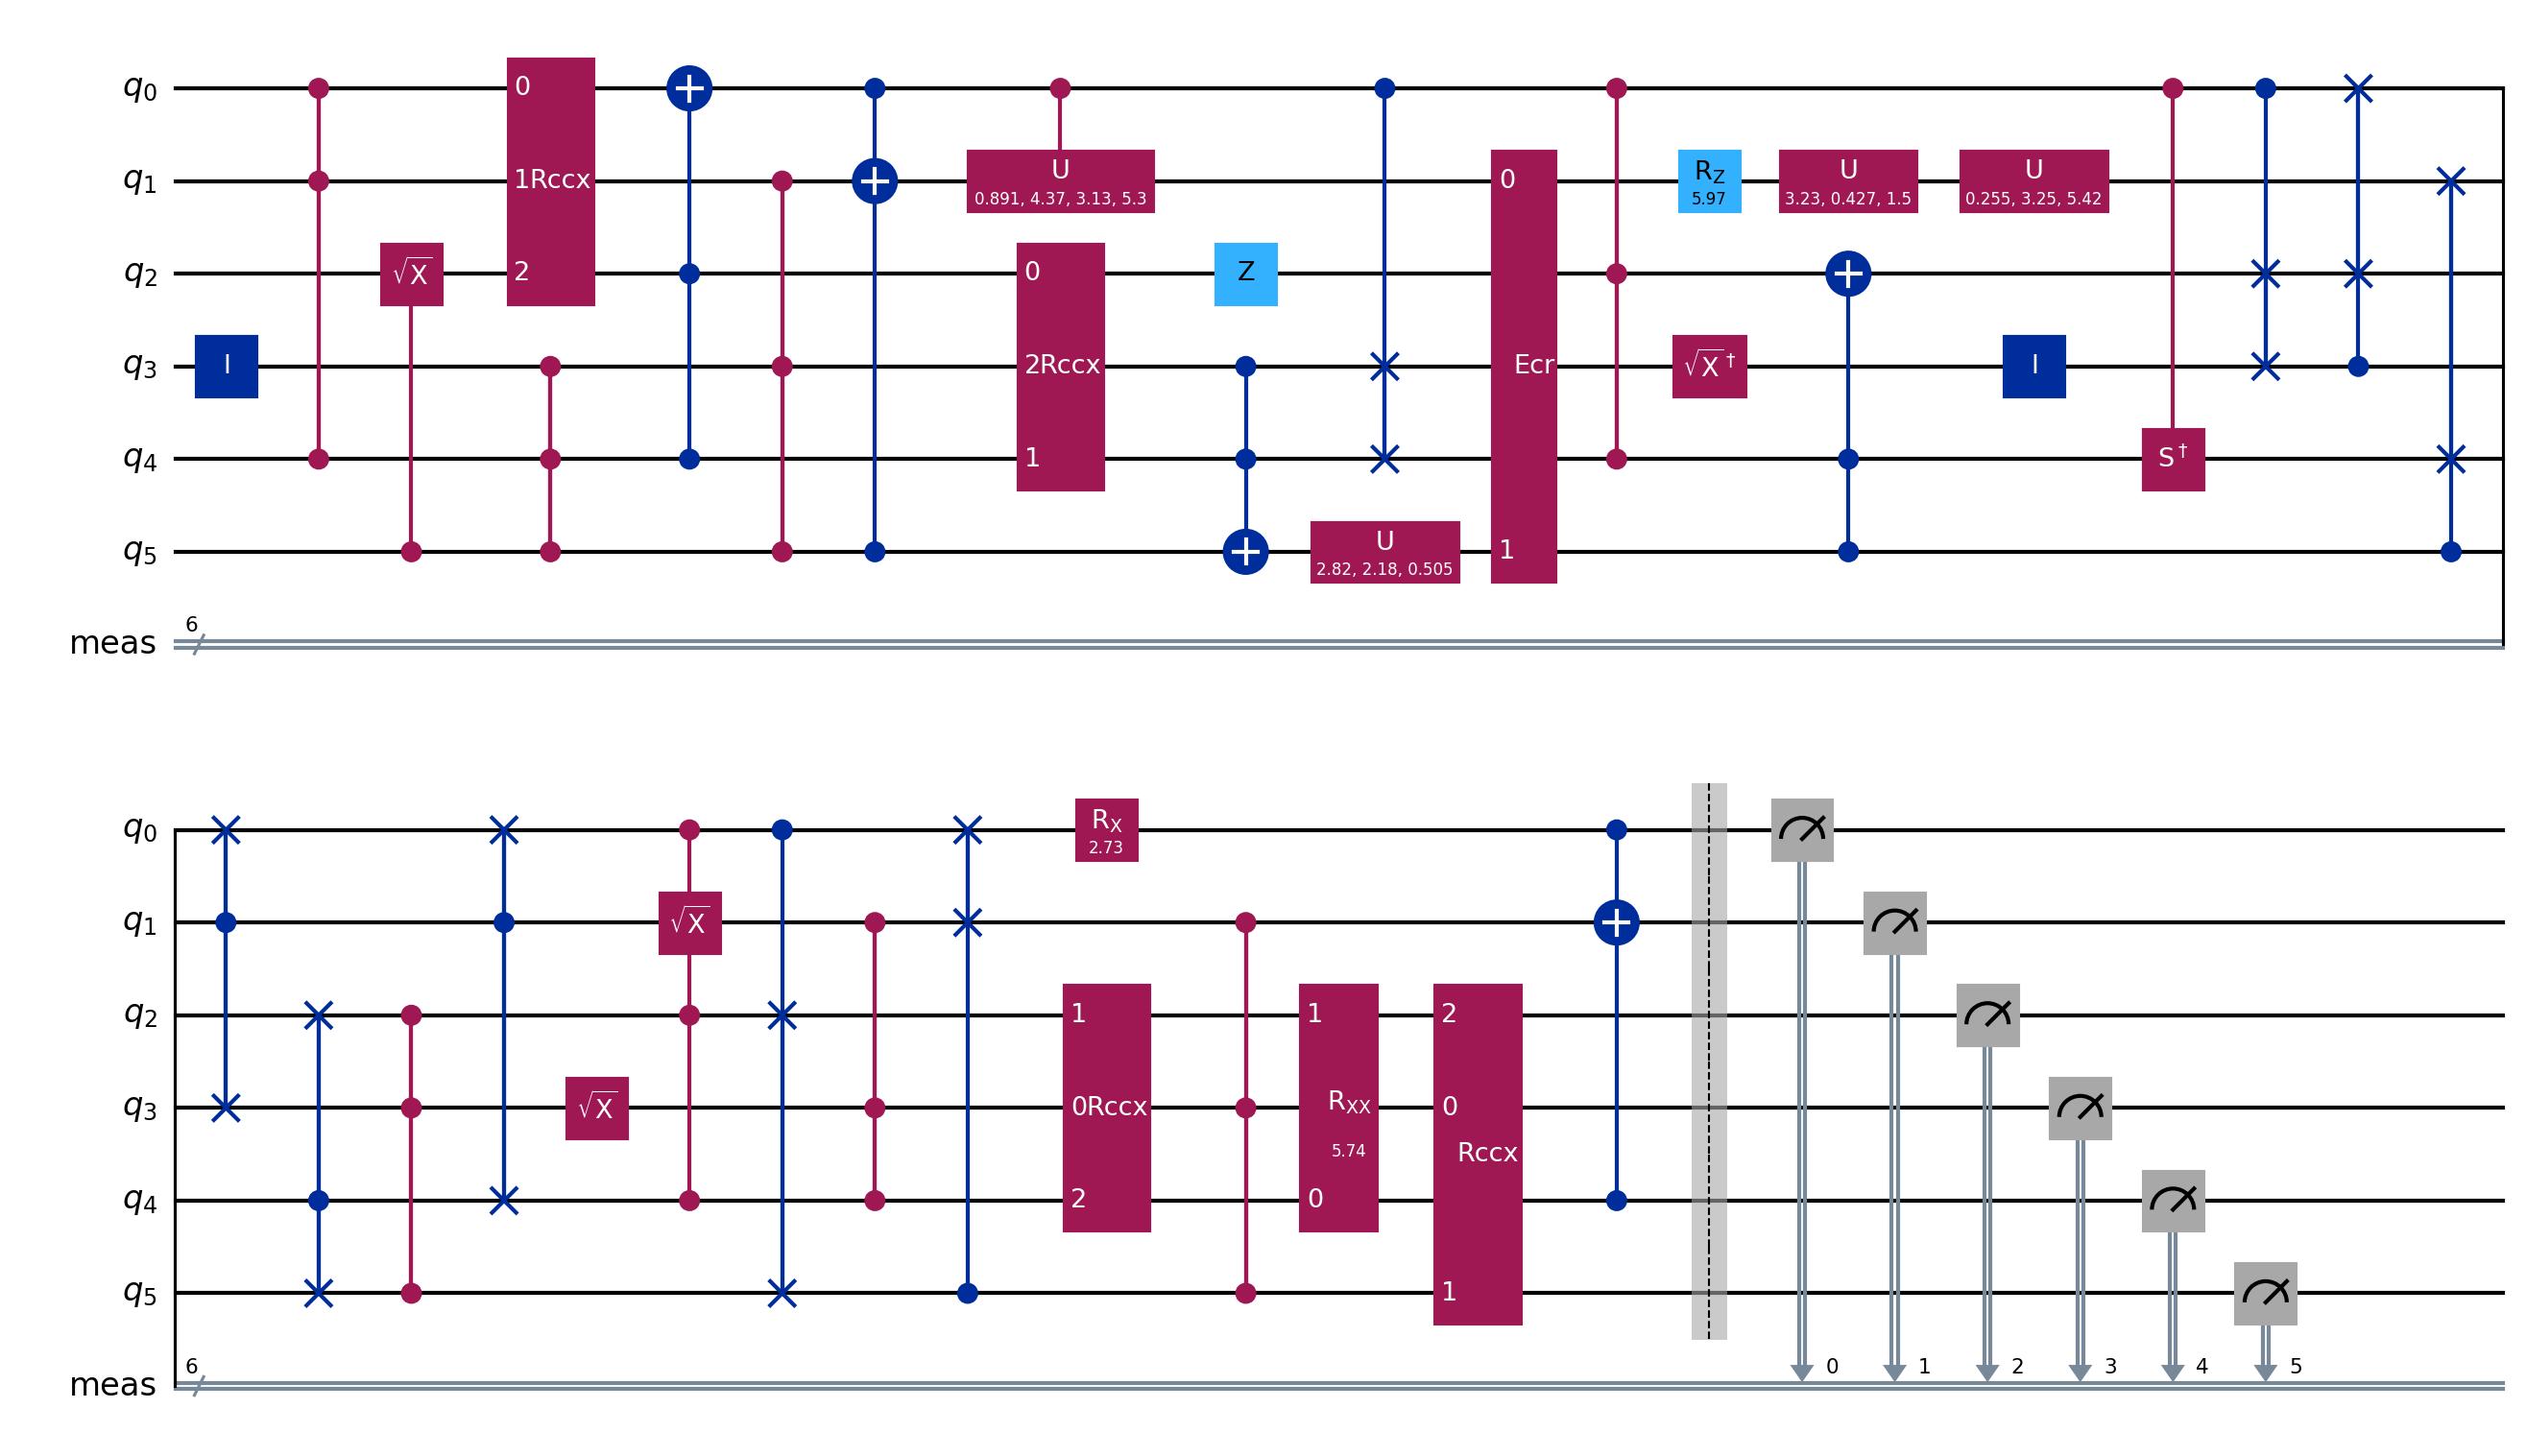 q0
q1
q2
q3
q4
q5
meas
6
I
√X
0
1Rccx
2
U
0.891, 4.37, 3.13, 5.3
0
2Rccx
1
Z
U
2.82, 2.18, 0.505
0
Ecr
1
RZ
5.97
√X†
U
3.23, 0.427, 1.5
U
0.255, 3.25, 5.42
I
S†
q0
q1
q2
q3
q4
q5
meas
6
√X
√X
RX
2.73
1
0Rccx
2
1
RXX
5.74
0
2
0
Rccx
1
0
1
2
3
4
5